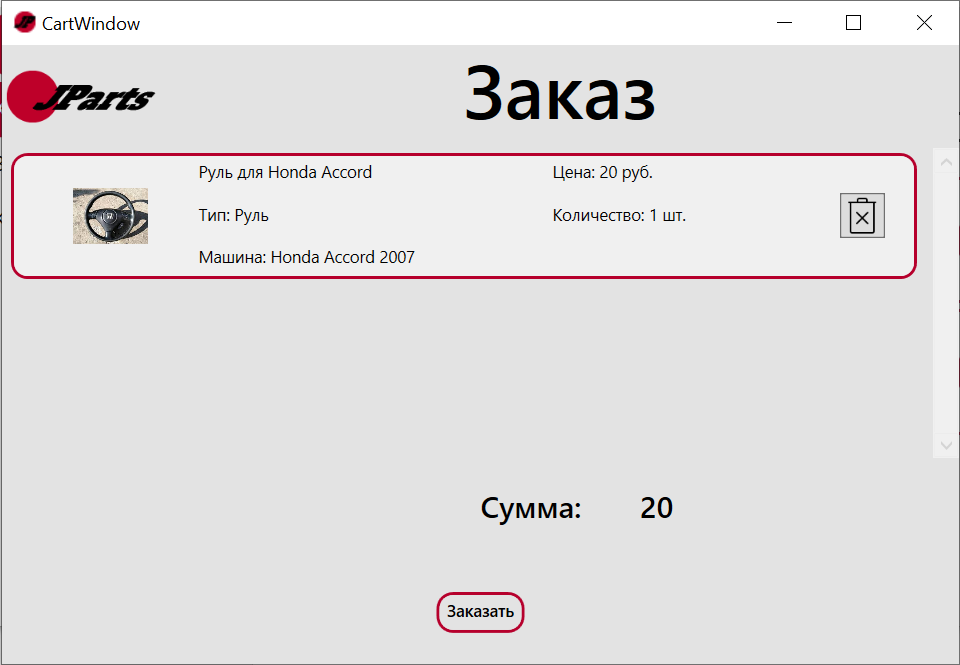 JP CartWindow
JParts
Заказ
Руль для Honda Accord
Цена: 20 руб.
Тип: Руль
Количество: 1 шт.
Машина: Honda Accord 2007
Сумма: 20
Заказать